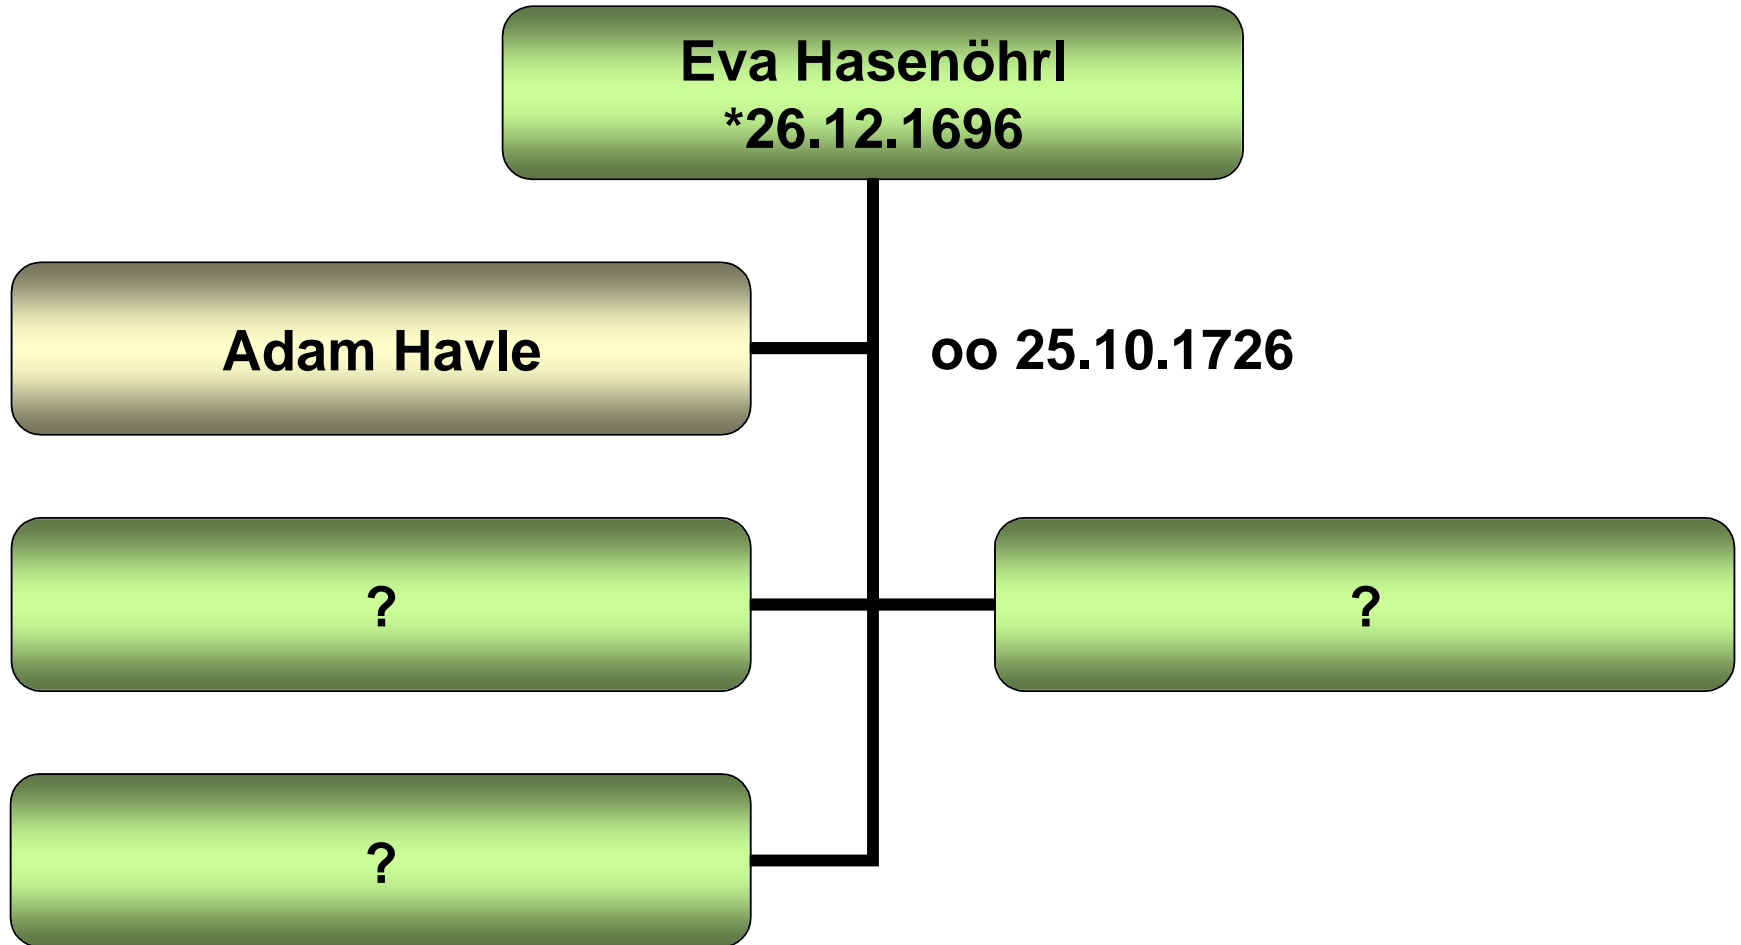 Eva Hasenöhrl
*26.12.1696
Adam Havle
oo 25.10.1726
?
?
?